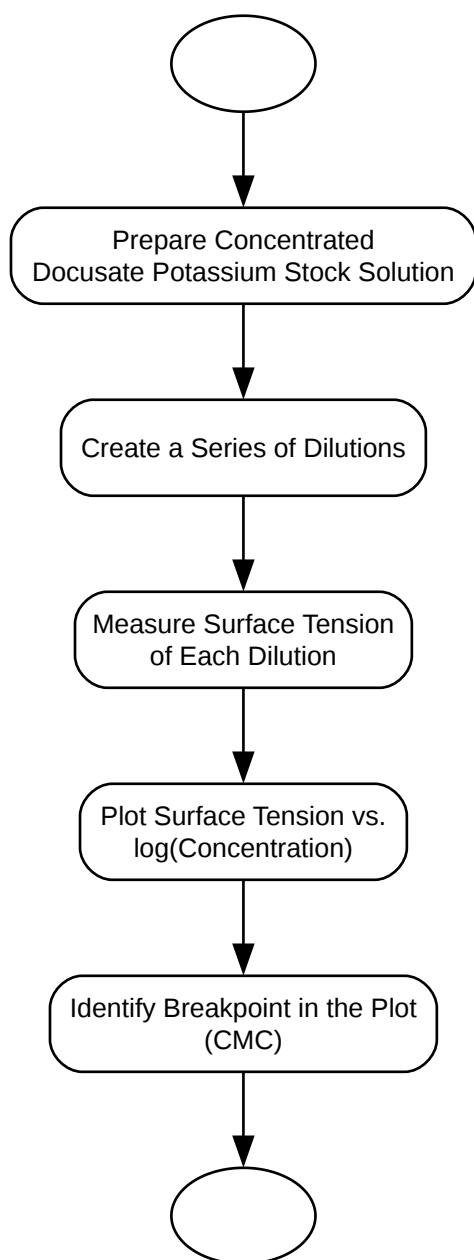 Prepare Concentrated
Docusate Potassium Stock Solution
Create a Series of Dilutions
Measure Surface Tension
of Each Dilution
Plot Surface Tension vs.
log(Concentration)
Identify Breakpoint in the Plot
(CMC)